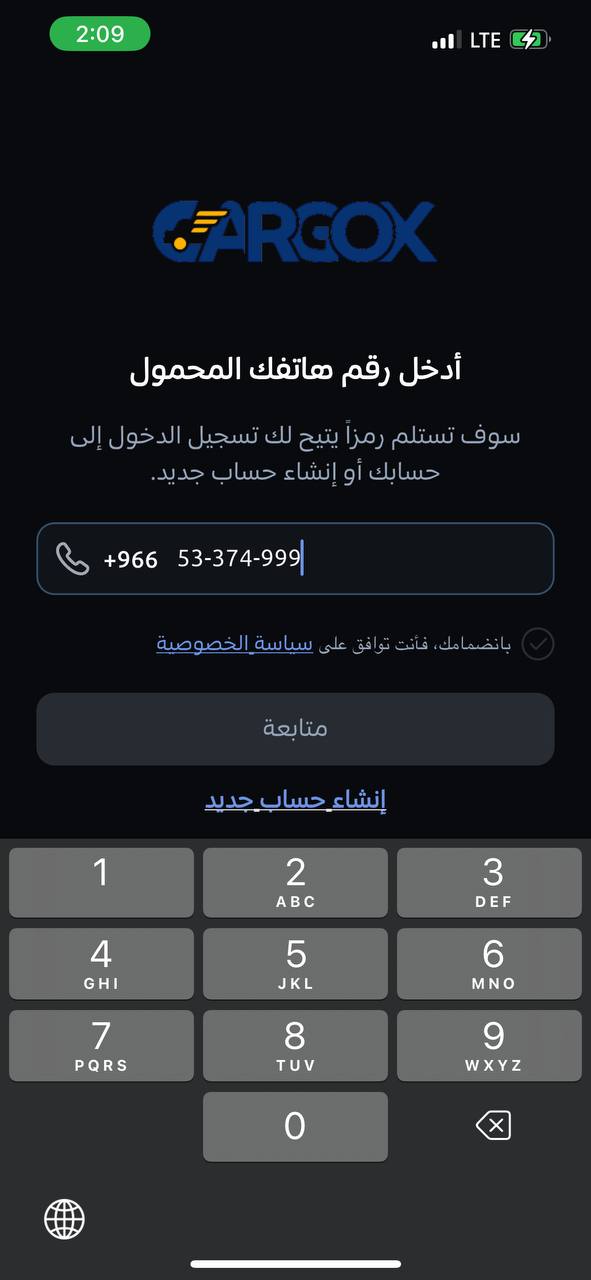 2:09
LTE
CARGOX
أدخل رقم هاتفك المحمول
سوف تستلم رمزاً يتيح لك تسجيل الدخول إلى
حسابك أو إنشاء حساب جديد.
+966 53-374-999
بانضمامك، فأنت توافق على سياسة الخصوصية
متابعة
إنشاء حساب جديد
1 2 3
ABC DEF
4 5 6
GHI JKL MNO
7 8 9
PQRS TUV WXYZ
0